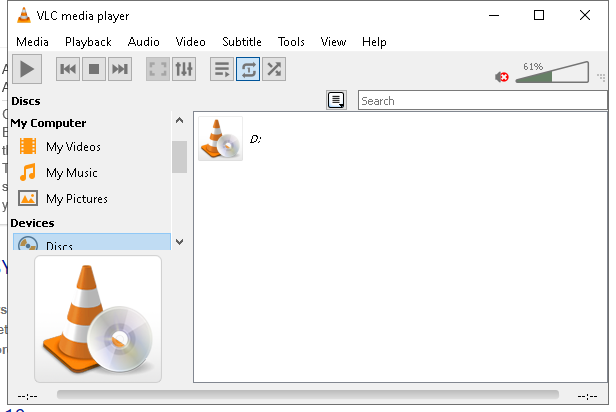 VLC media player
Media Playback Audio Video Subtitle Tools View Help
61%
Discs
Search
My Computer
My Videos
My Music
My Pictures
Devices
Discs
D:
--:-- --:--